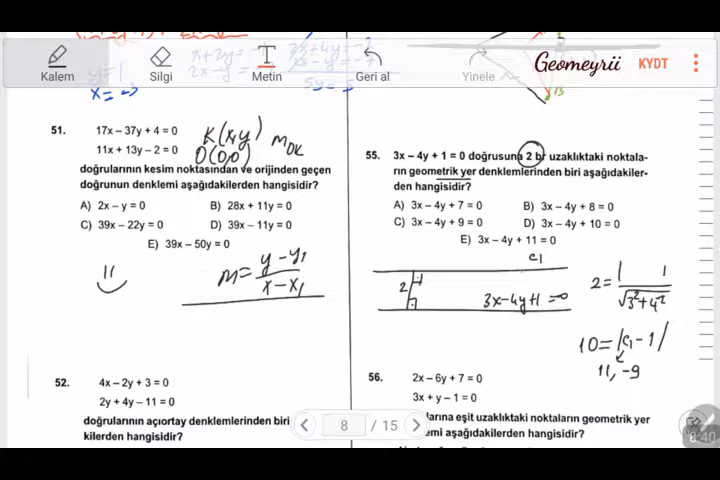 Kalem
Silgi
Metin
Geri al
Yinele
Geomeyrii
KYDT
51.
17x – 37y + 4 = 0
11x + 13y – 2 = 0
K(x,y)
O(0,0)
m OK
doğrularının kesim noktasından ve orijinden geçen
doğrunun denklemi aşağıdakilerden hangisidir?
A) 2x – y = 0 B) 28x + 11y = 0
C) 39x – 22y = 0 D) 39x – 11y = 0
E) 39x – 50y = 0
m = y – y1 / x – x1
52.
4x – 2y + 3 = 0
2y + 4y – 11 = 0
doğrularının açıortay denklemlerinden biri
kilerden hangisidir?
55. 3x – 4y + 1 = 0 doğrusuna 2 br uzaklıktaki noktala-
rın geometrik yer denklemlerinden biri aşağıdakiler-
den hangisidir?
A) 3x – 4y + 7 = 0 B) 3x – 4y + 8 = 0
C) 3x – 4y + 9 = 0 D) 3x – 4y + 10 = 0
E) 3x – 4y + 11 = 0
c1
2
3x – 4y + 1 = 0
2 = | | / √3²+4²
10 = |c1 – 1|
11, –9
56.
2x – 6y + 7 = 0
3x + y – 1 = 0
larına eşit uzaklıktaki noktaların geometrik yer
emi aşağıdakilerden hangisidir?
8 / 15
8:40